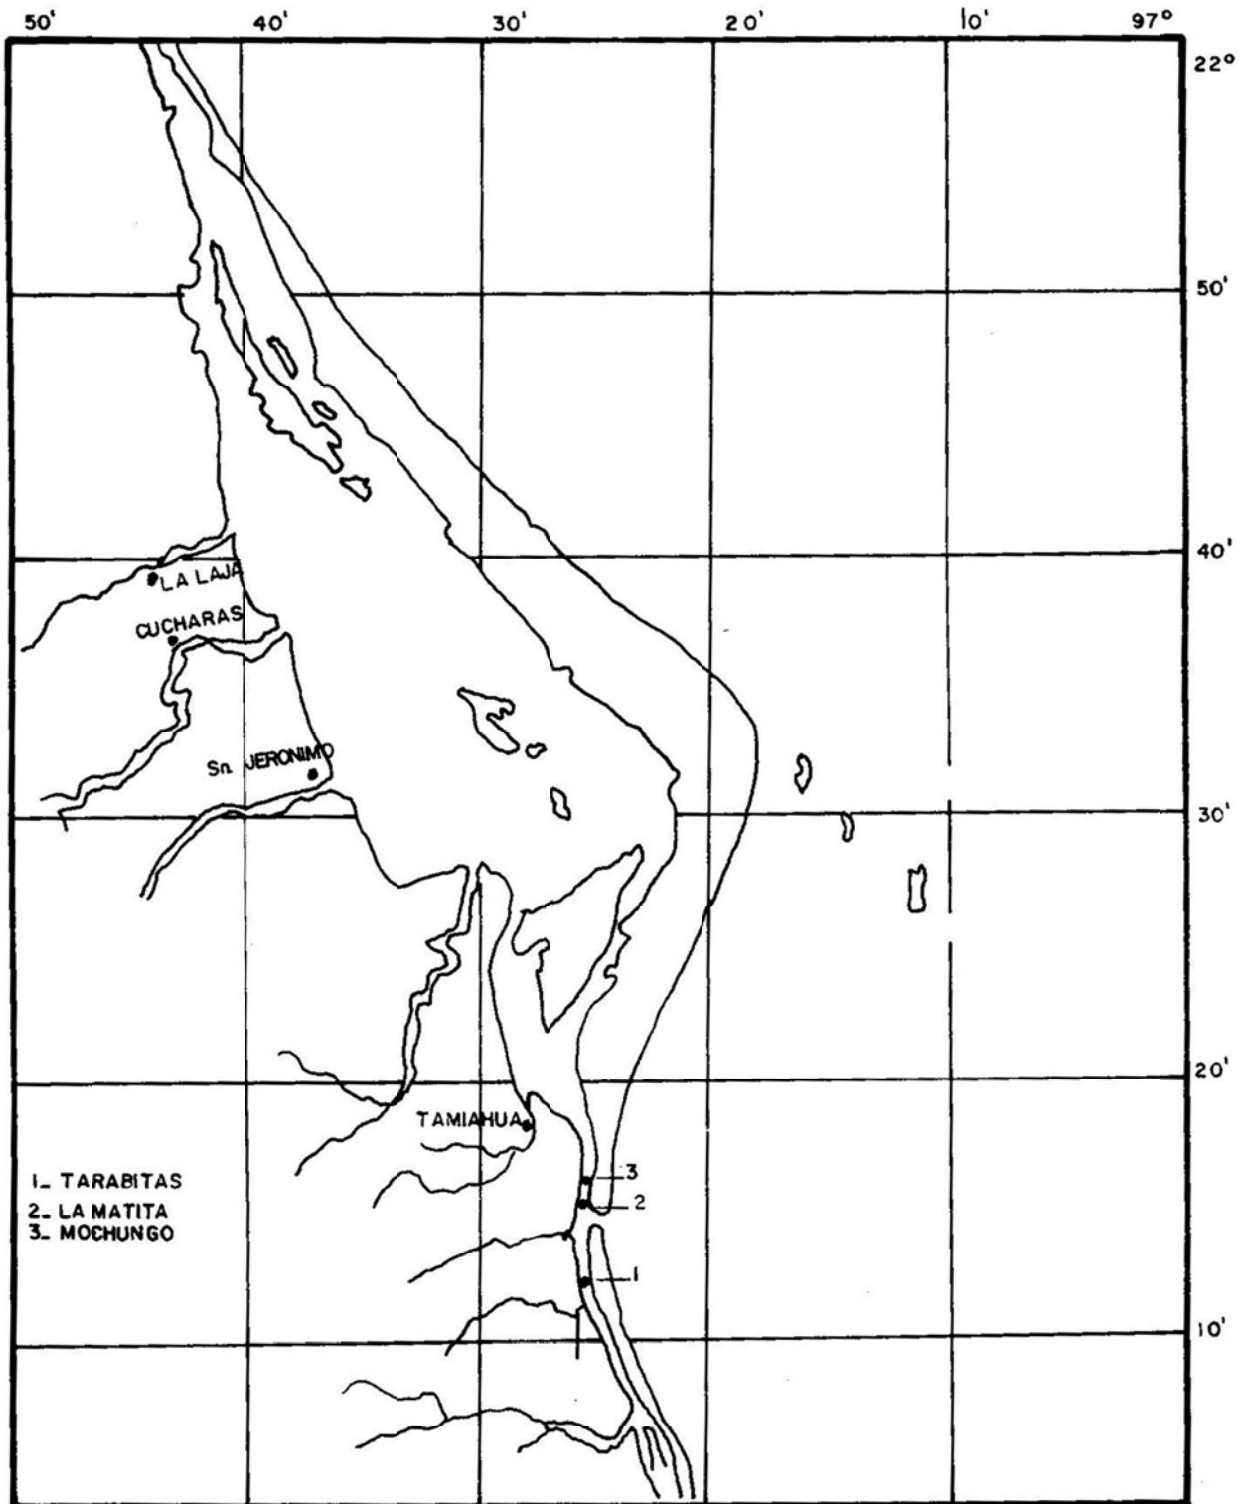 50' 40' 30' 20' 10' 97°
22°
50'
40'
LA LAJA
CUCHARAS
Sn. JERONIMO
30'
20'
TAMIAHUA
3
2
1_ TARABITAS
2_ LA MATITA
3_ MOCHUNGO
1
10'